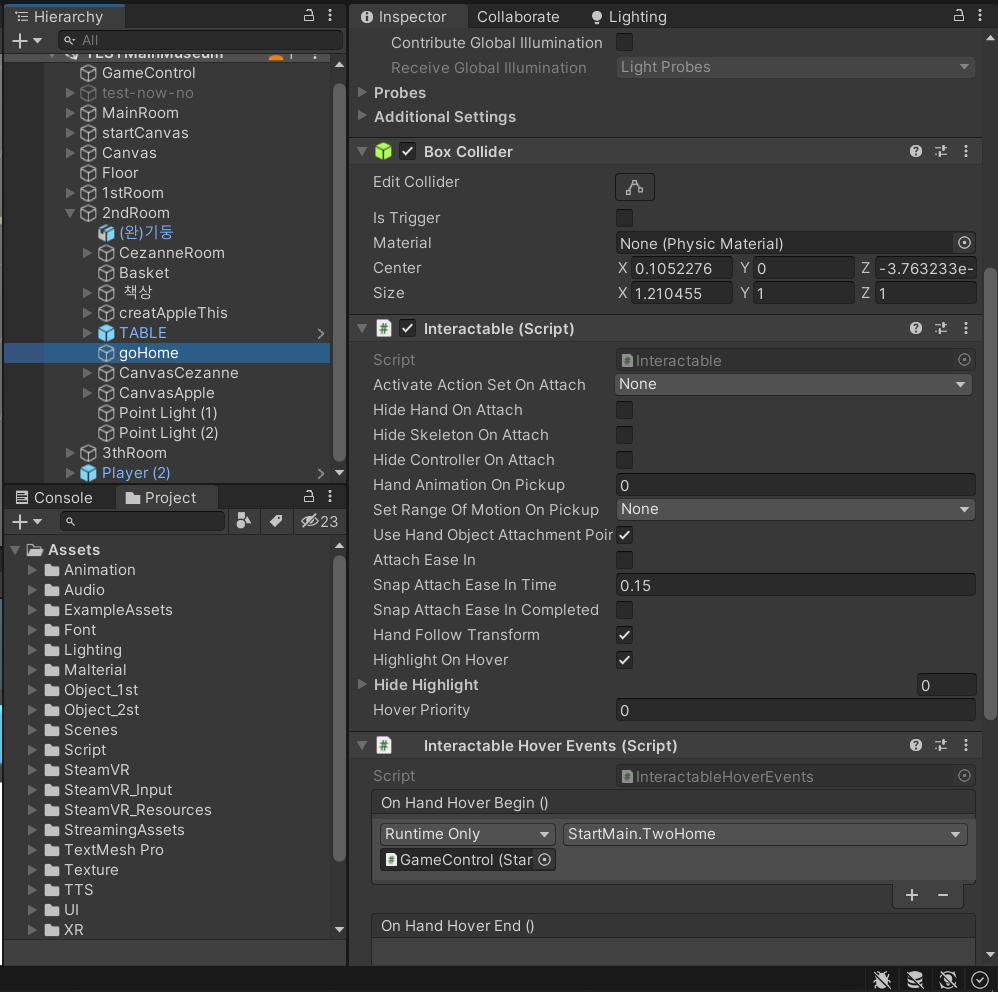 Hierarchy
All
TESTMainMuseum
GameControl
test-now-no
MainRoom
startCanvas
Canvas
Floor
1stRoom
2ndRoom
(완)기둥
CezanneRoom
Basket
책상
creatAppleThis
TABLE
goHome
CanvasCezanne
CanvasApple
Point Light (1)
Point Light (2)
3thRoom
Player (2)
Console Project
23
Assets
Animation
Audio
ExampleAssets
Font
Lighting
Malterial
Object_1st
Object_2st
Scenes
Script
SteamVR
SteamVR_Input
SteamVR_Resources
StreamingAssets
TextMesh Pro
Texture
TTS
UI
XR
Inspector Collaborate Lighting
Contribute Global Illumination
Receive Global Illumination Light Probes
Probes
Additional Settings
Box Collider
Edit Collider
Is Trigger
Material None (Physic Material)
Center X 0.1052276 Y 0 Z -3.763233e-
Size X 1.210455 Y 1 Z 1
# Interactable (Script)
Script # Interactable
Activate Action Set On Attach None
Hide Hand On Attach
Hide Skeleton On Attach
Hide Controller On Attach
Hand Animation On Pickup 0
Set Range Of Motion On Pickup None
Use Hand Object Attachment Poin
Attach Ease In
Snap Attach Ease In Time 0.15
Snap Attach Ease In Completed
Hand Follow Transform
Highlight On Hover
Hide Highlight 0
Hover Priority 0
# Interactable Hover Events (Script)
Script # InteractableHoverEvents
On Hand Hover Begin ()
Runtime Only StartMain.TwoHome
# GameControl (Star
+ −
On Hand Hover End ()